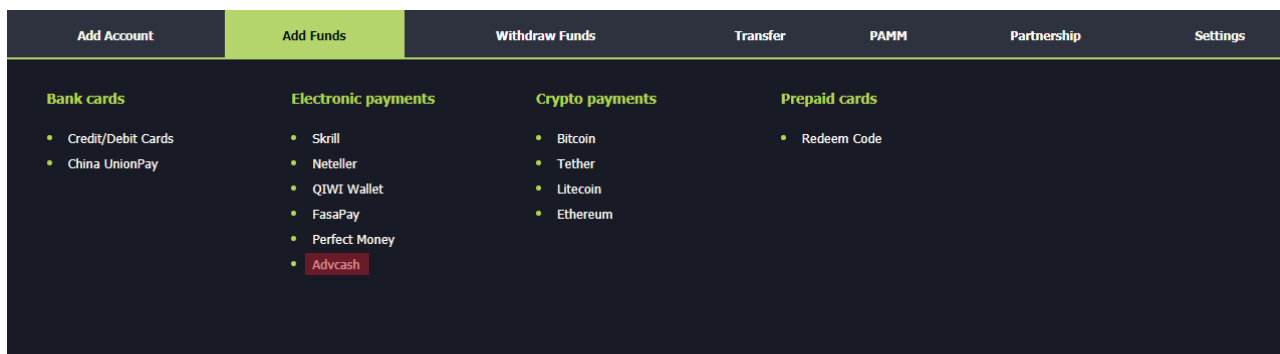 Add Account Add Funds Withdraw Funds Transfer PAMM Partnership Settings
Bank cards
Credit/Debit Cards
China UnionPay
Electronic payments
Skrill
Neteller
QIWI Wallet
FasaPay
Perfect Money
Advcash
Crypto payments
Bitcoin
Tether
Litecoin
Ethereum
Prepaid cards
Redeem Code